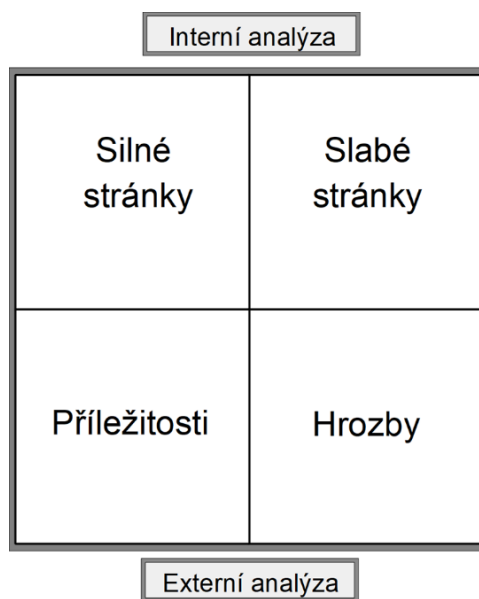 Interní analýza
Silné
stránky
Slabé
stránky
Příležitosti
Hrozby
Externí analýza